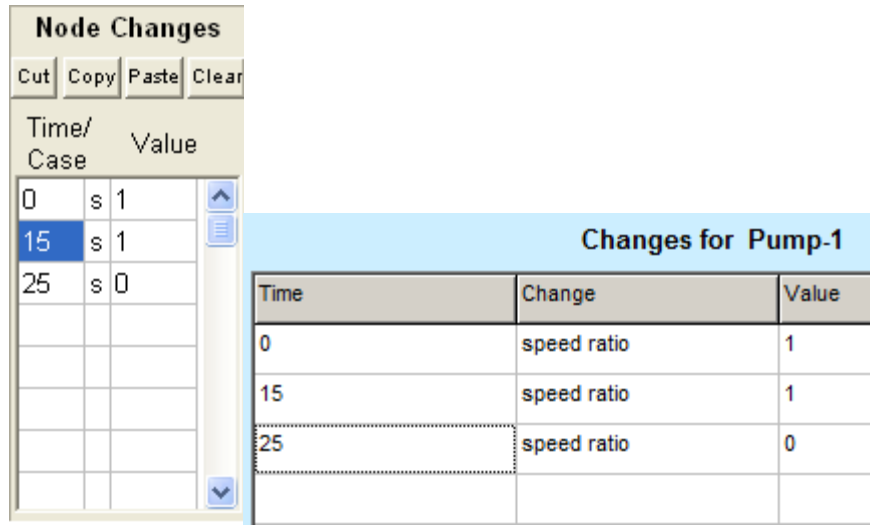 Node Changes
Cut Copy Paste Clear
Time/
Case Value
0 s 1
15 s 1
25 s 0
Changes for Pump-1
Time Change Value
0 speed ratio 1
15 speed ratio 1
25 speed ratio 0